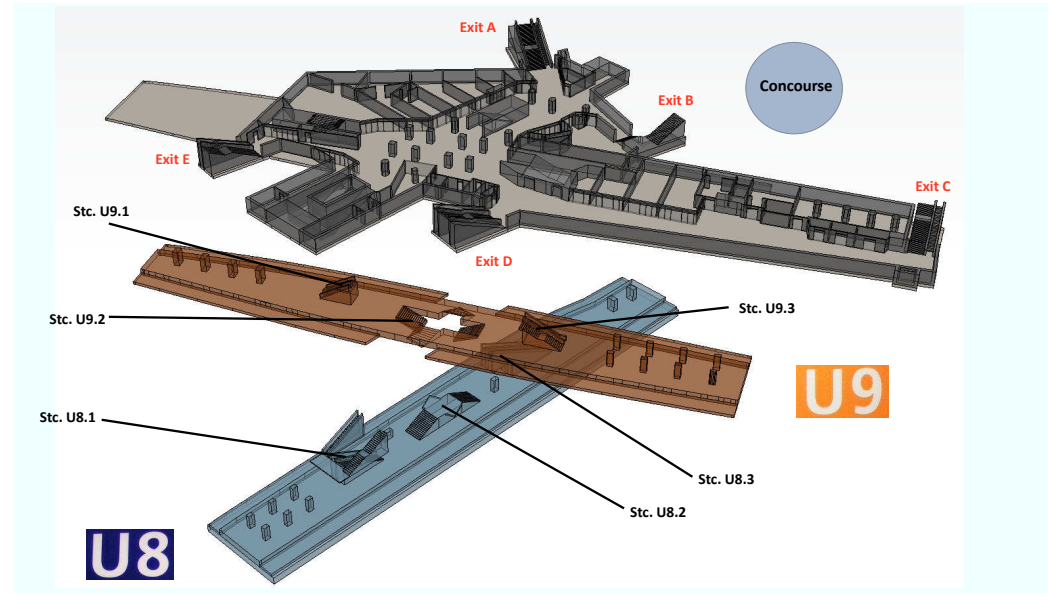 Exit A
Concourse
Exit B
Exit E
Exit C
Stc. U9.1
Exit D
Stc. U9.2
Stc. U9.3
U9
Stc. U8.1
Stc. U8.3
Stc. U8.2
U8